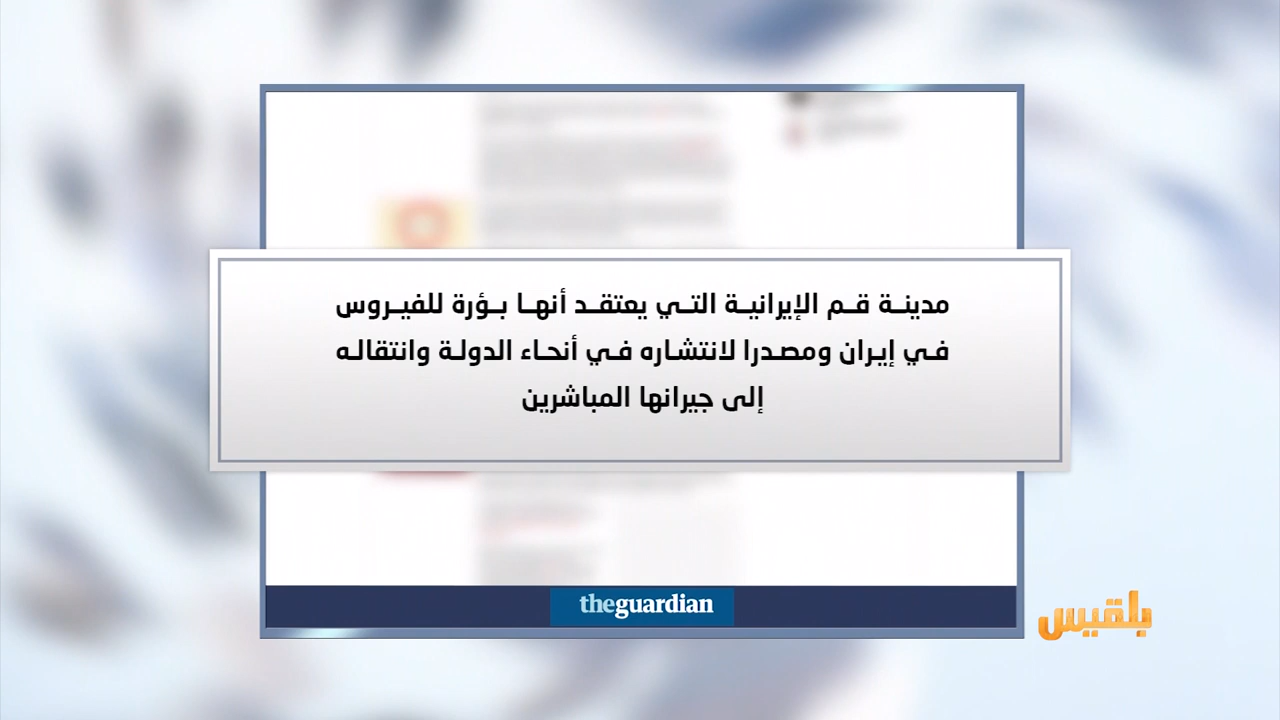 مدينة قم الإيرانية التي يعتقد أنها بؤرة للفيروس
في إيران ومصدرا لانتشاره في أنحاء الدولة وانتقاله
إلى جيرانها المباشرين
theguardian
بلقيس